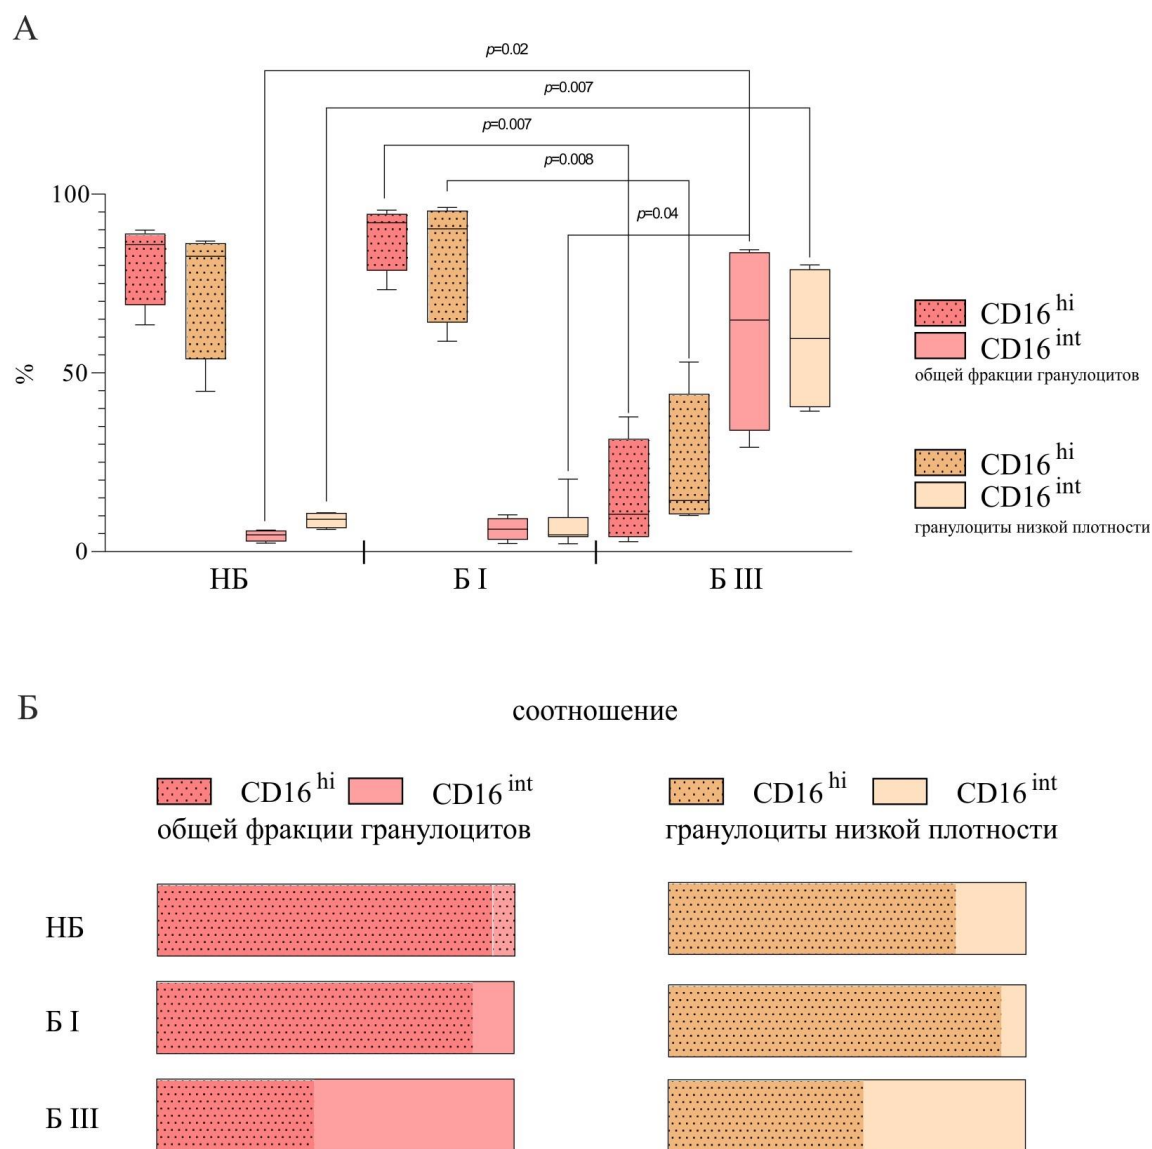 А
p=0.02
p=0.007
p=0.007
p=0.008
p=0.04
100
50
0
%
НБ
Б I
Б III
CD16 hi
CD16 int
общей фракции гранулоцитов
CD16 hi
CD16 int
гранулоциты низкой плотности
Б
соотношение
CD16 hi CD16 int
общей фракции гранулоцитов
CD16 hi CD16 int
гранулоциты низкой плотности
НБ
Б I
Б III